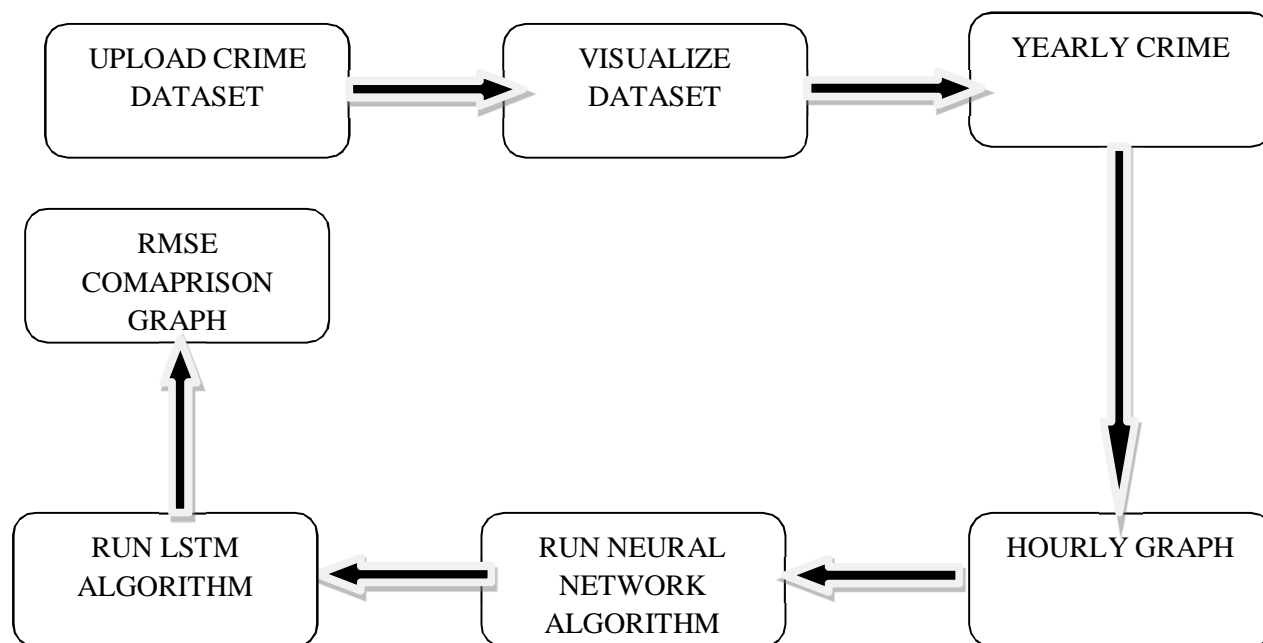 UPLOAD CRIME
DATASET
VISUALIZE
DATASET
YEARLY CRIME
RMSE
COMAPRISON
GRAPH
RUN LSTM
ALGORITHM
RUN NEURAL
NETWORK
ALGORITHM
HOURLY GRAPH